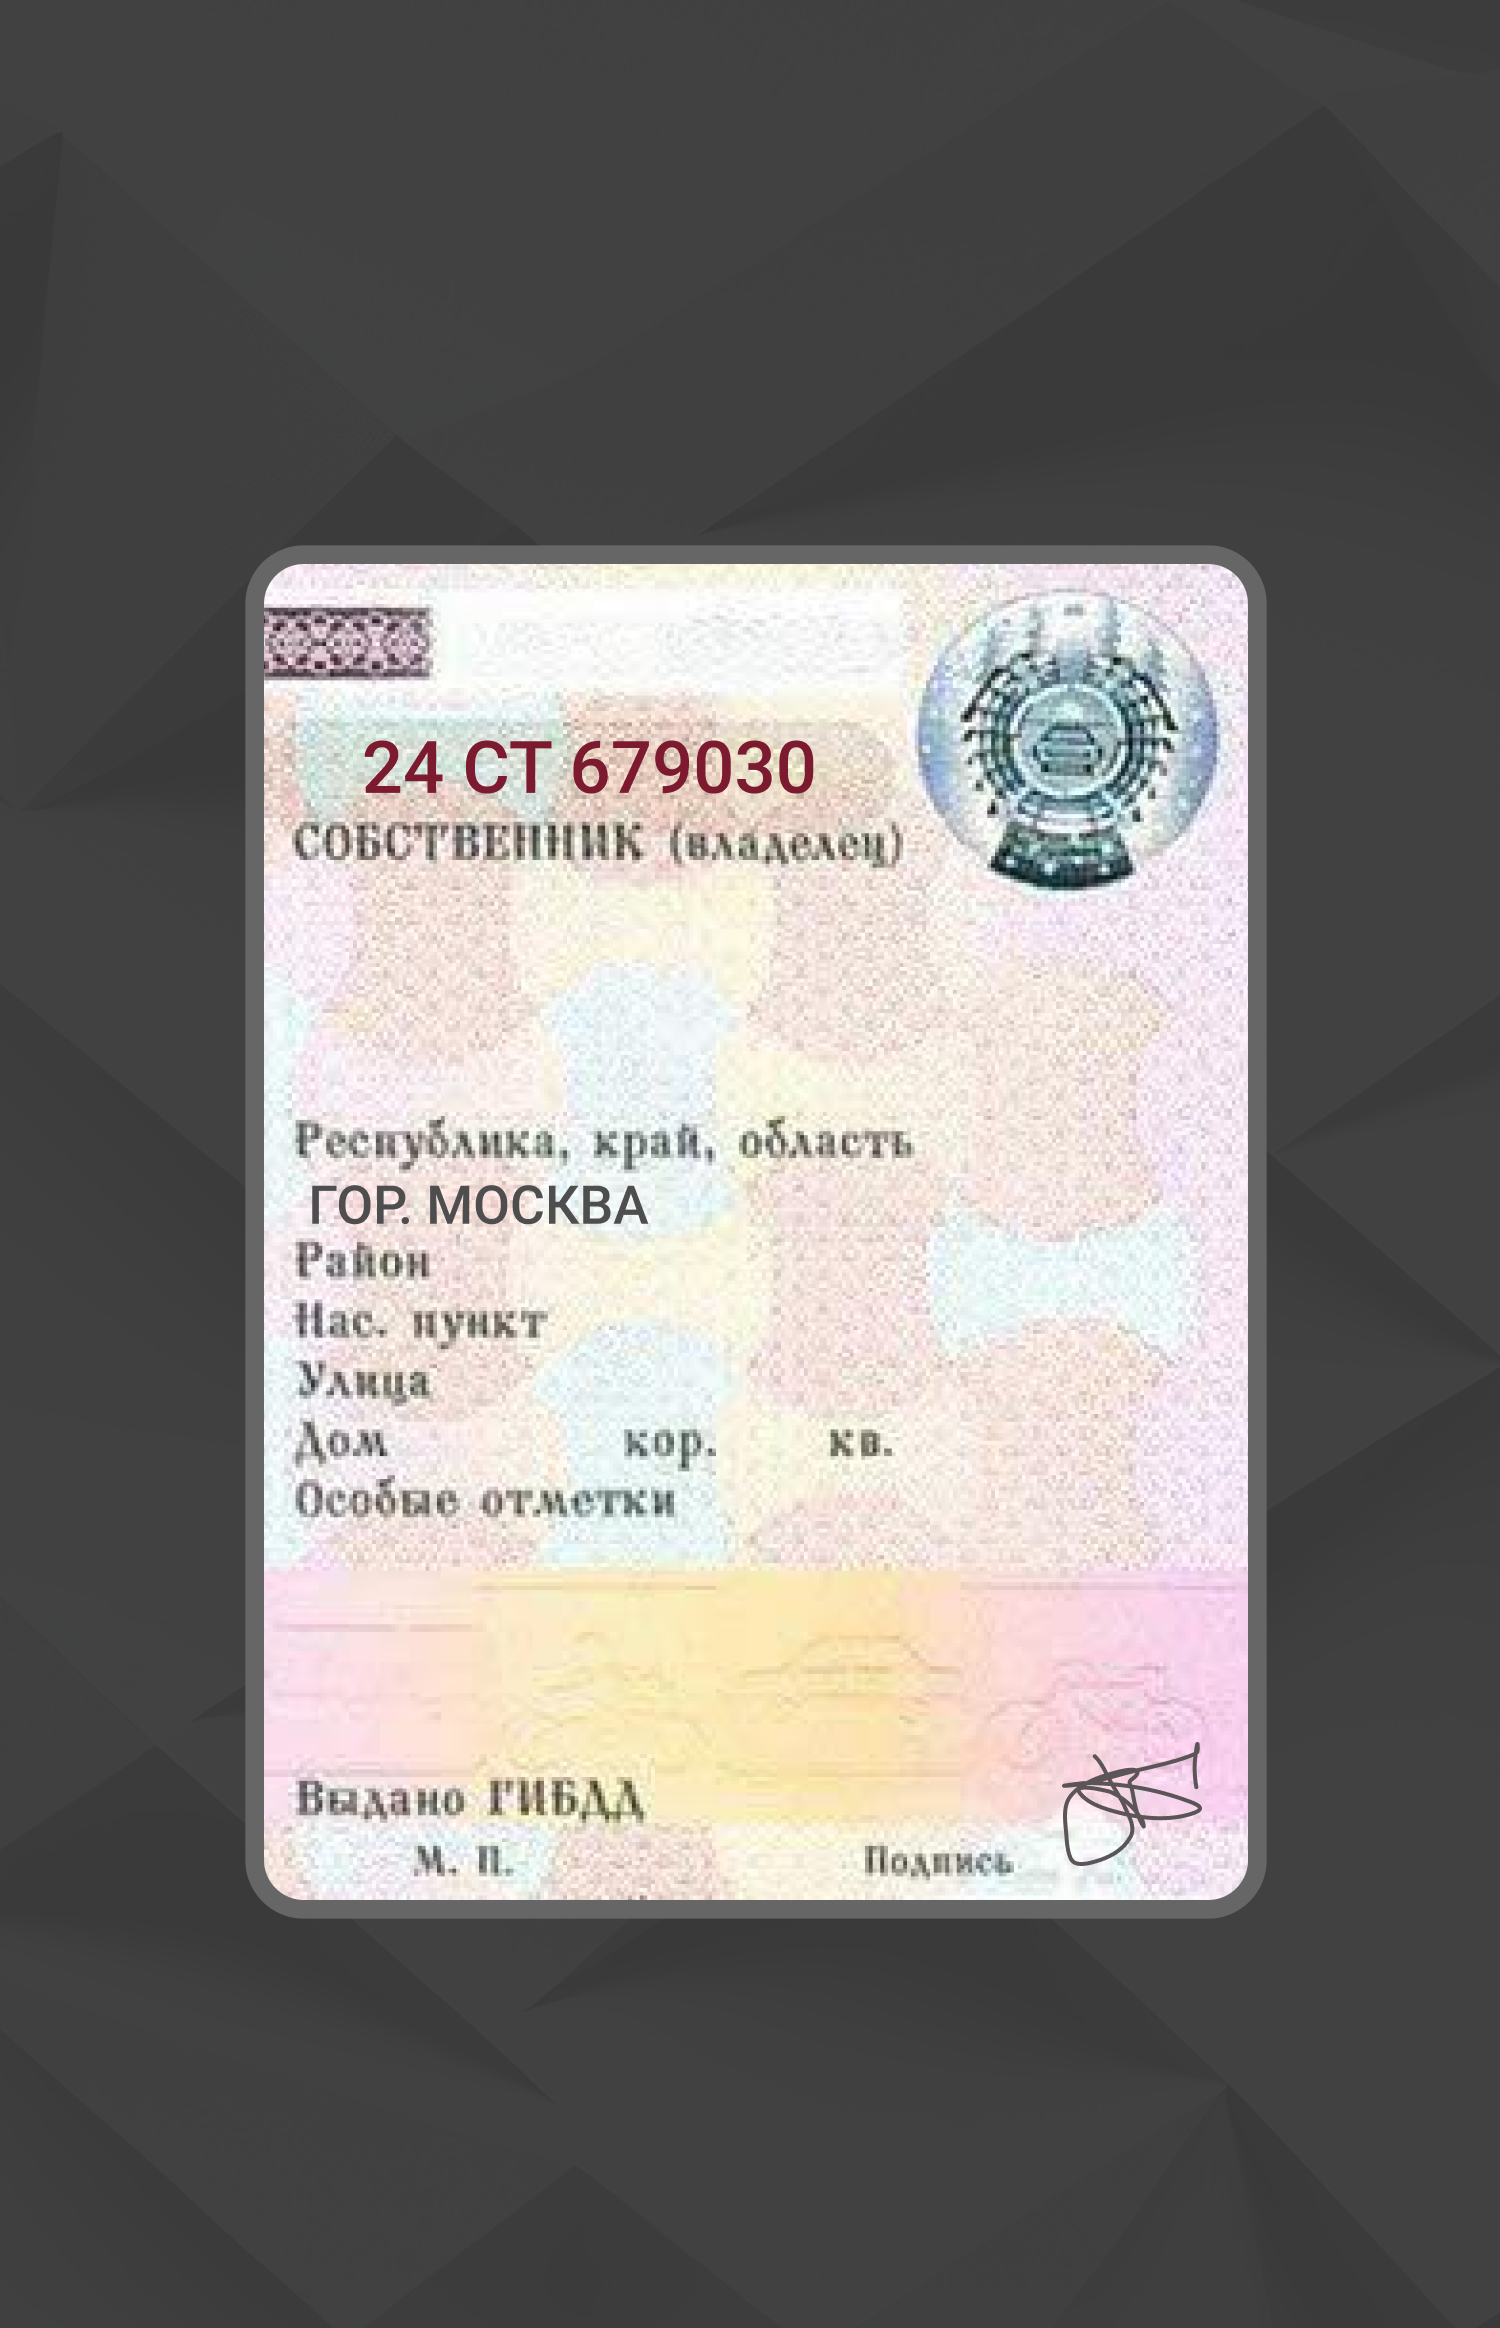 24 СТ 679030
СОБСТВЕННИК (владелец)
Республика, край, область
ГОР. МОСКВА
Район
Нас. пункт
Улица
Дом кор. кв.
Особые отметки
Выдано ГИБДД
М. П. Подпись